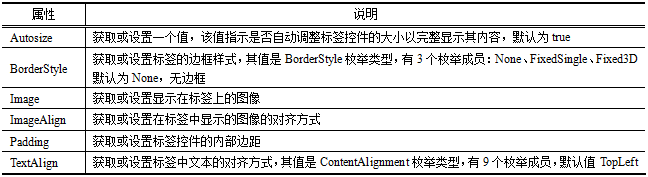 属性 说明
Autosize 获取或设置一个值，该值指示是否自动调整标签控件的大小以完整显示其内容，默认为 true
BorderStyle 获取或设置标签的边框样式，其值是 BorderStyle 枚举类型，有 3 个枚举成员：None、FixedSingle、Fixed3D
默认为 None，无边框
Image 获取或设置显示在标签上的图像
ImageAlign 获取或设置在标签中显示的图像的对齐方式
Padding 获取或设置标签控件的内部边距
TextAlign 获取或设置标签中文本的对齐方式，其值是 ContentAlignment 枚举类型，有 9 个枚举成员，默认值 TopLeft